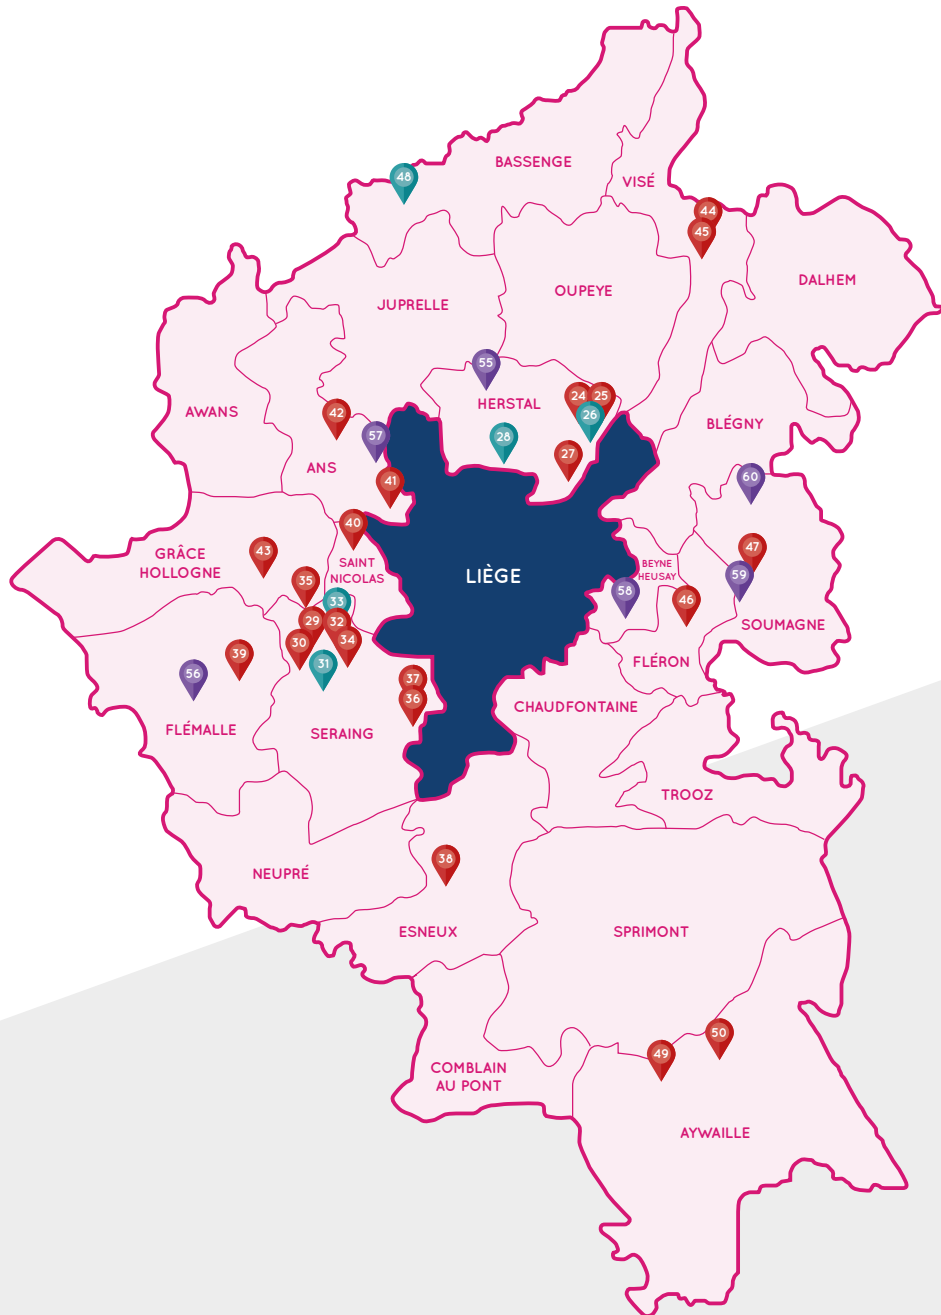 BASSENGE
VISÉ
48
44
45
DALHEM
OUPEYE
JUPRELLE
55
24
25
HERSTAL
26
AWANS
42
BLÉGNY
57
28
27
ANS
60
41
40
43
GRÂCE
HOLLOGNE
SAINT
NICOLAS
47
BEYNE
HEUSAY
LIÈGE
35
59
58
33
46
29
32
SOUMAGNE
30
34
39
31
FLÉRON
56
37
36
CHAUDFONTAINE
FLÉMALLE
SERAING
TROOZ
38
NEUPRÉ
ESNEUX
SPRIMONT
50
49
COMBLAIN
AU PONT
AYWAILLE